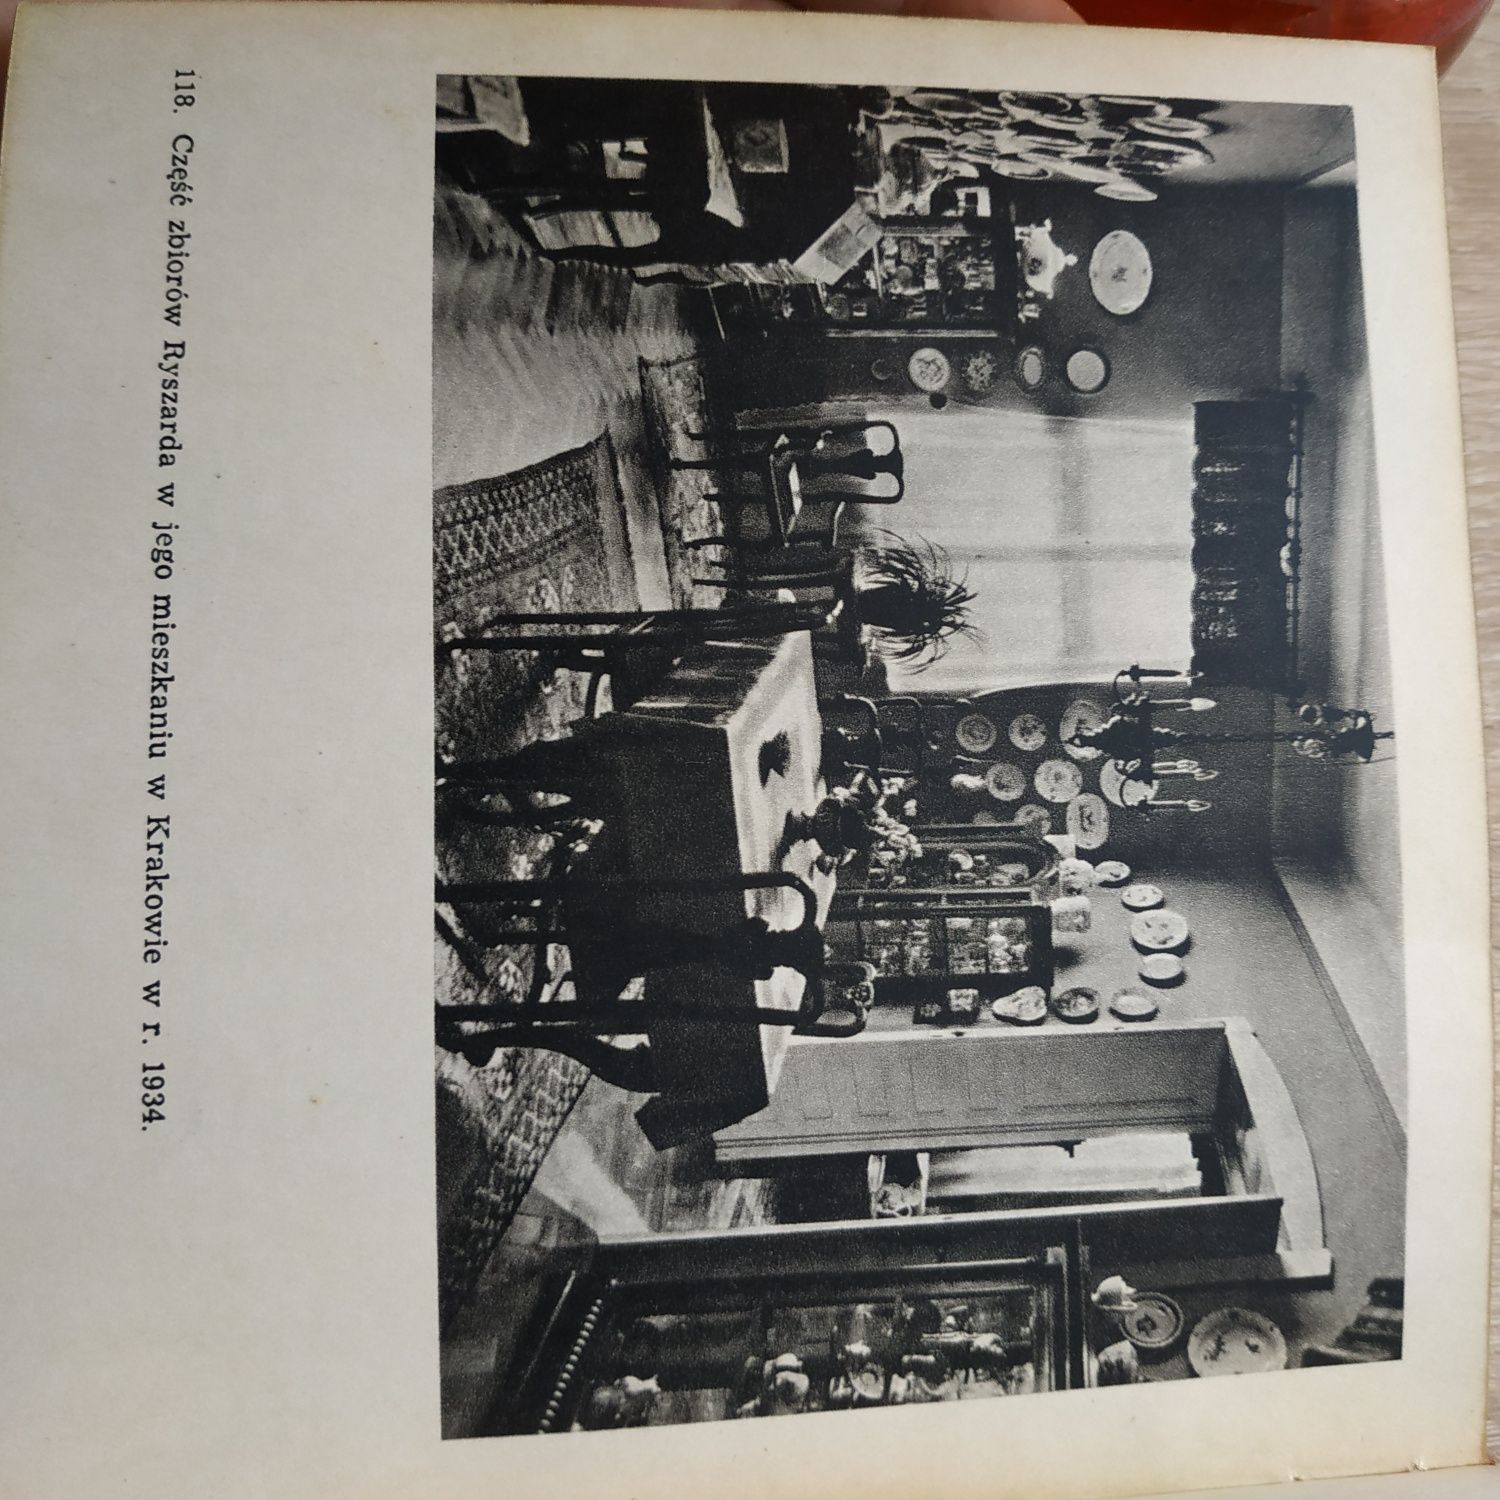 118. Część zbiorów Ryszarda w jego mieszkaniu w Krakowie w r. 1934.